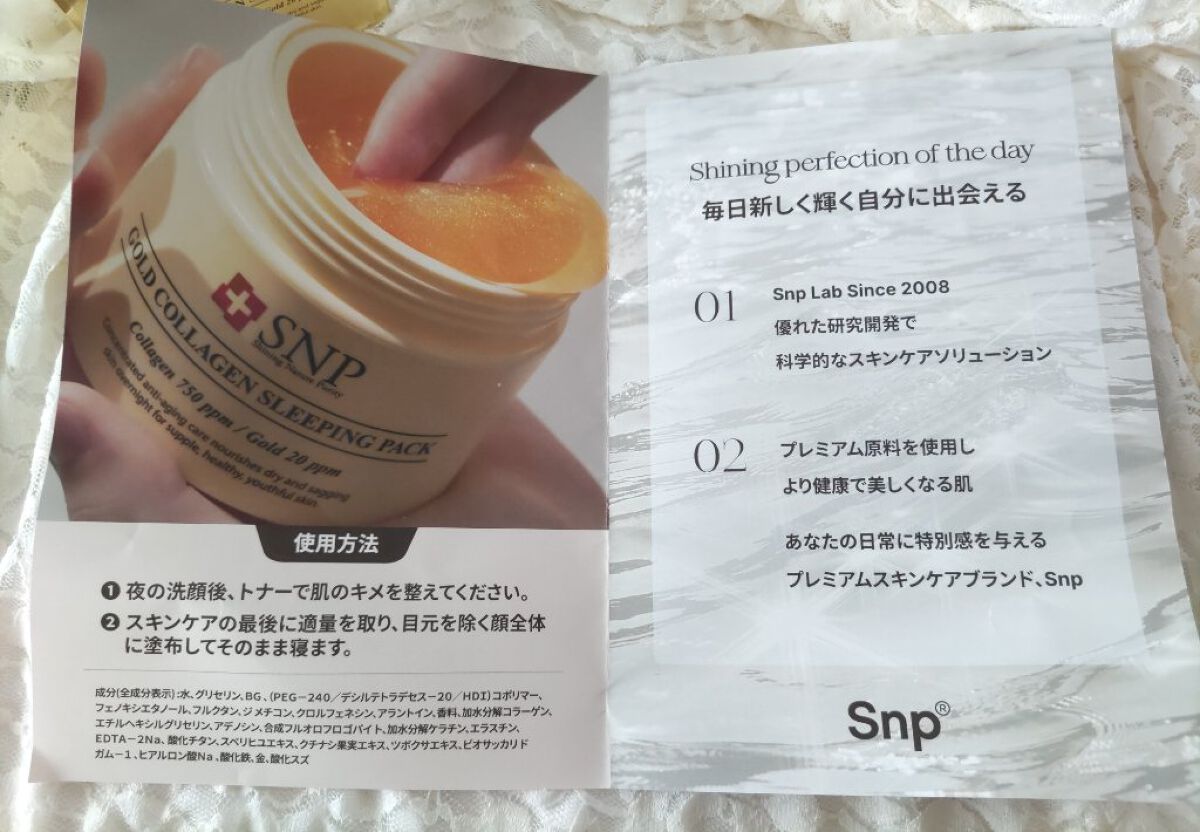 SNP
Shining Nature Purity
GOLD COLLAGEN SLEEPING PACK
Collagen 750 ppm / Gold 20 ppm
Concentrated anti-aging care nourishes dry and sagging
skin overnight for supple, healthy, youthful skin.
使用方法
❶ 夜の洗顔後、トナーで肌のキメを整えてください。
❷ スキンケアの最後に適量を取り、目元を除く顔全体
に塗布してそのまま寝ます。
成分(全成分表示):水、グリセリン、BG、(PEG－240／デシルテトラデセス－20／HDI)コポリマー、
フェノキシエタノール、フルクタン、ジメチコン、クロルフェネシン、アラントイン、香料、加水分解コラーゲン、
エチルヘキシルグリセリン、アデノシン、合成フルオロフロゴパイト、加水分解ケラチン、エラスチン、
EDTA－2Na、酸化チタン、スベリヒユエキス、クチナシ果実エキス、ツボクサエキス、ビオサッカリド
ガム－1、ヒアルロン酸Na、酸化鉄、金、酸化スズ
Shining perfection of the day
毎日新しく輝く自分に出会える
01
Snp Lab Since 2008
優れた研究開発で
科学的なスキンケアソリューション
02
プレミアム原料を使用し
より健康で美しくなる肌
あなたの日常に特別感を与える
プレミアムスキンケアブランド、Snp
Snp®